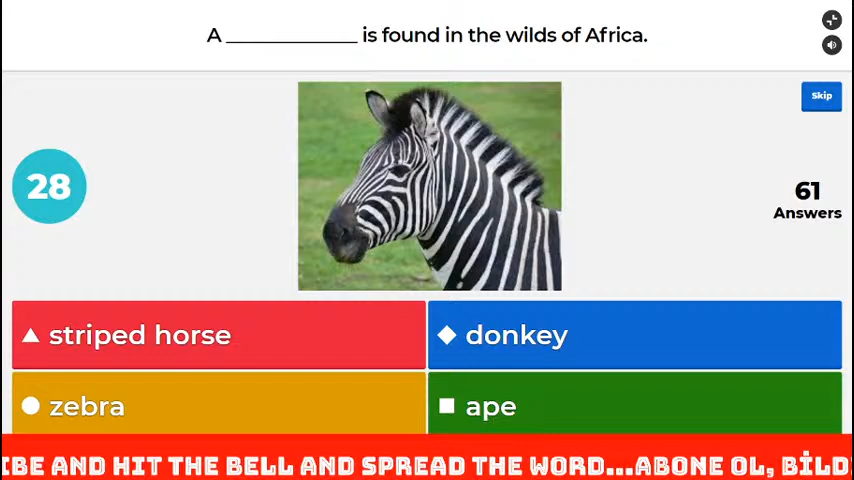 A ____________ is found in the wilds of Africa.
Skip
28
61
Answers
striped horse
donkey
zebra
ape
IBE AND HIT THE BELL AND SPREAD THE WORD...ABONE OL, BİLD